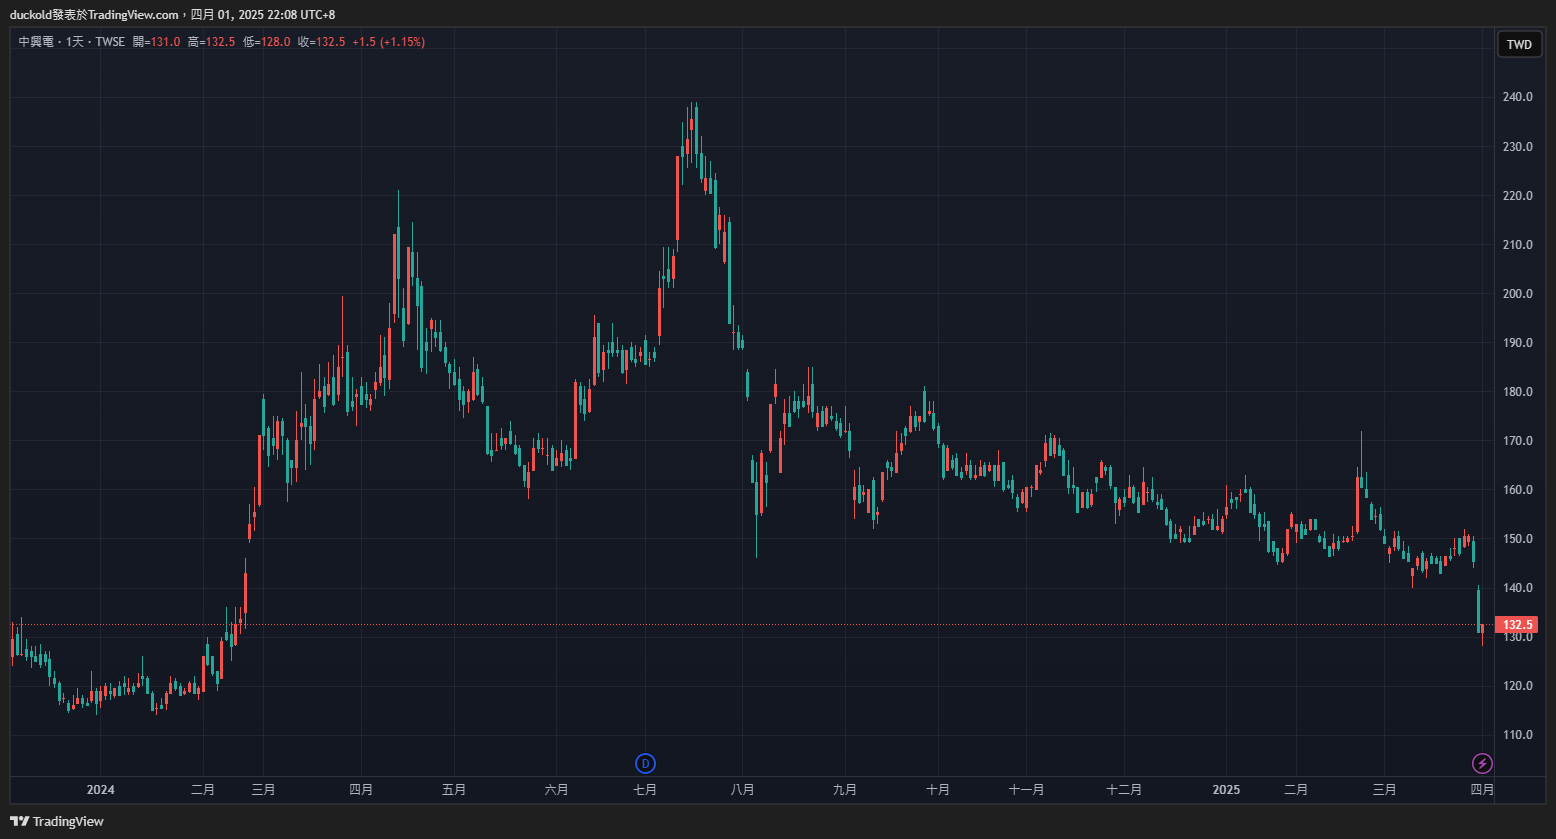 duckold發表於TradingView.com，四月 01, 2025 22:08 UTC+8
中興電・1天・TWSE 開=131.0 高=132.5 低=128.0 收=132.5 +1.5 (+1.15%)
TWD
240.0
230.0
220.0
210.0
200.0
190.0
180.0
170.0
160.0
150.0
140.0
132.5
130.0
120.0
110.0
D
2024 二月 三月 四月 五月 六月 七月 八月 九月 十月 十一月 十二月 2025 二月 三月 四月
TradingView